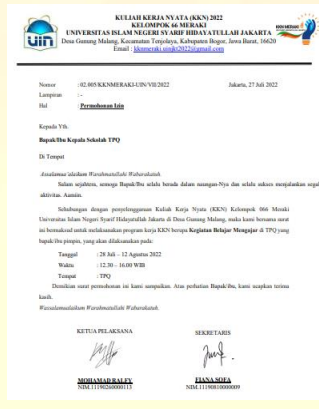 KULIAH KERJA NYATA (KKN) 2022
KELOMPOK 66 MERAKI
UNIVERSITAS ISLAM NEGERI SYARIF HIDAYATULLAH JAKARTA
Desa Gunung Malang, Kecamatan Tenjolaya, Kabupaten Bogor, Jawa Barat, 16620
Email : kknmeraki.uinjkt2022@gmail.com
UIN
KKN MERAKI
Nomor : 02.005/KKNMERAKI-UIN/VII/2022 Jakarta, 27 Juli 2022
Lampiran : -
Hal : Permohonan Izin
Kepada Yth.
Bapak/Ibu Kepala Sekolah TPQ
Di Tempat
Assalamua'alaikum Warahmatullahi Wabarakatuh.
Salam sejahtera, semoga Bapak/Ibu selalu berada dalam naungan-Nya dan selalu sukses menjalankan segala
aktivitas. Aamiin.
Sehubungan dengan penyelenggaraan Kuliah Kerja Nyata (KKN) Kelompok 066 Meraki
Universitas Islam Negeri Syarif Hidayatullah Jakarta di Desa Gunung Malang, maka kami bersama surat
ini bermaksud untuk melaksanakan program kerja KKN berupa Kegiatan Belajar Mengajar di TPQ yang
bapak/ibu pimpin, yang akan dilaksanakan pada:
Tanggal : 28 Juli – 12 Agustus 2022
Waktu : 12.30 – 16.00 WIB
Tempat : TPQ
Demikian surat permohonan ini kami sampaikan. Atas perhatian Bapak/Ibu, kami ucapkan terima
kasih.
Wassalamualaikum Warahmatullahi Wabarakatuh.
KETUA PELAKSANA SEKRETARIS
MOHAMAD RALFY FIANA SOFA
NIM.11190260000113 NIM.11190810000009